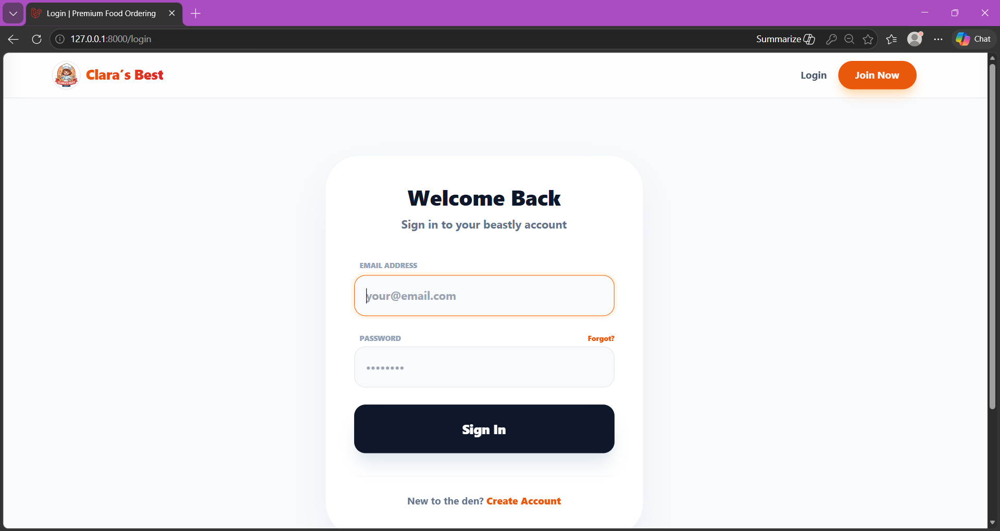 Login | Premium Food Ordering
127.0.0.1:8000/login
Summarize
Chat
CLARA'S BEST
Clara´s Best
Login
Join Now
Welcome Back
Sign in to your beastly account
EMAIL ADDRESS
your@email.com
PASSWORD
Forgot?
••••••••
Sign In
New to the den? Create Account